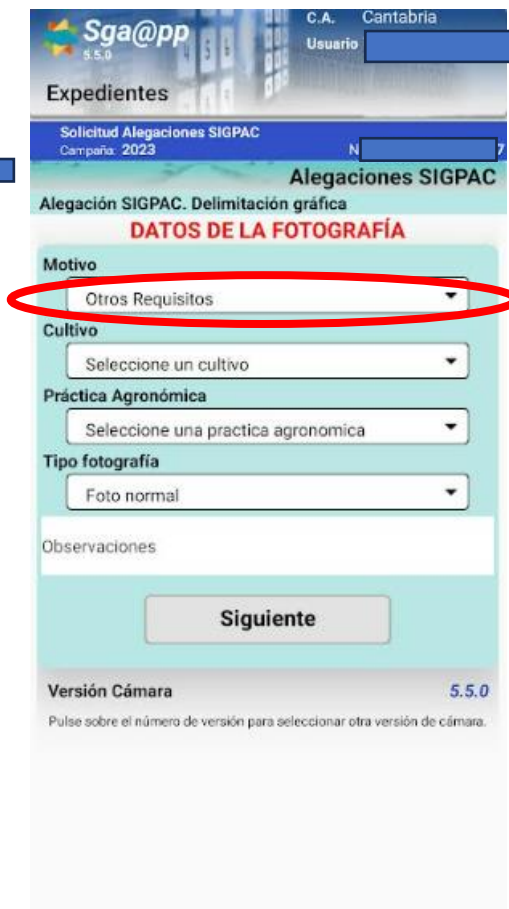 Sga@pp
5.5.0
C.A. Cantabria
Usuario
Expedientes
Solicitud Alegaciones SIGPAC
Campaña: 2023 N 7
Alegaciones SIGPAC
Alegación SIGPAC. Delimitación gráfica
DATOS DE LA FOTOGRAFÍA
Motivo
Otros Requisitos
Cultivo
Seleccione un cultivo
Práctica Agronómica
Seleccione una practica agronomica
Tipo fotografía
Foto normal
Observaciones
Siguiente
Versión Cámara 5.5.0
Pulse sobre el número de versión para seleccionar otra versión de cámara.